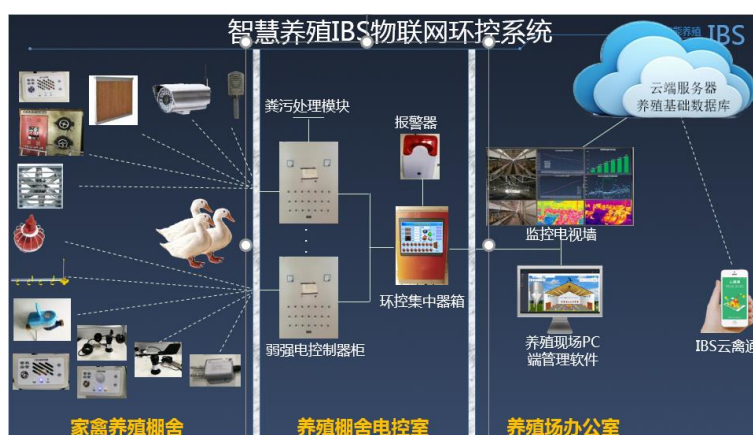 智慧养殖IBS物联网环控系统
能养殖 IBS
云端服务器
养殖基础数据库
粪污处理模块
报警器
监控电视墙
环控集中器箱
弱强电控制器柜
养殖现场PC
端管理软件
IBS云禽通
家禽养殖棚舍
养殖棚舍电控室
养殖场办公室